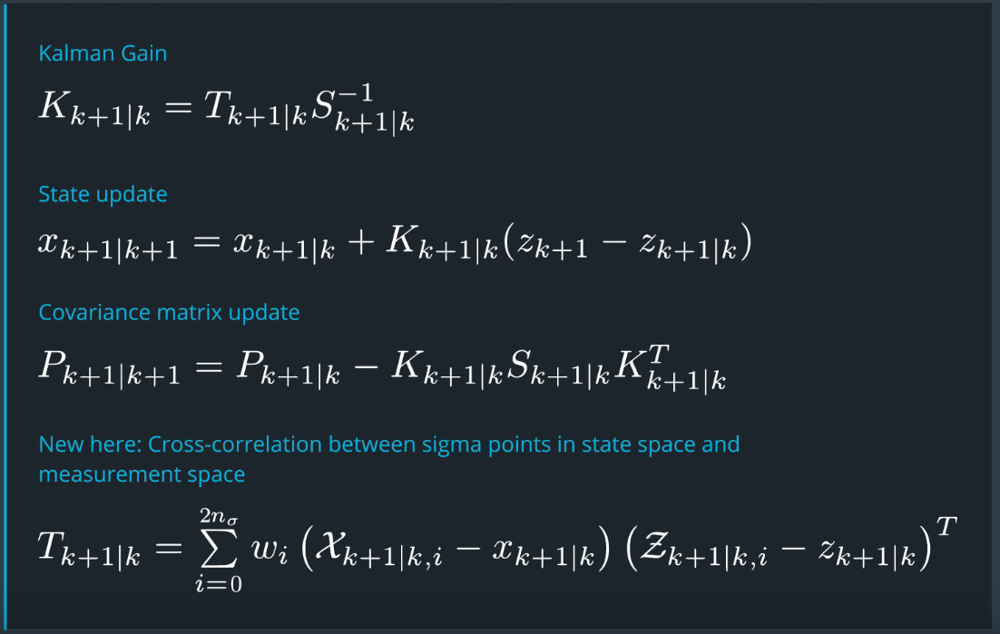 Kalman Gain
$K_{k+1|k} = T_{k+1|k} S_{k+1|k}^{-1}$
State update
$x_{k+1|k+1} = x_{k+1|k} + K_{k+1|k}(z_{k+1} - z_{k+1|k})$
Covariance matrix update
$P_{k+1|k+1} = P_{k+1|k} - K_{k+1|k} S_{k+1|k} K_{k+1|k}^{T}$
New here: Cross-correlation between sigma points in state space and
measurement space
$T_{k+1|k} = \sum_{i=0}^{2n_\sigma} w_i \left(\mathcal{X}_{k+1|k,i} - x_{k+1|k}\right) \left(\mathcal{Z}_{k+1|k,i} - z_{k+1|k}\right)^{T}$